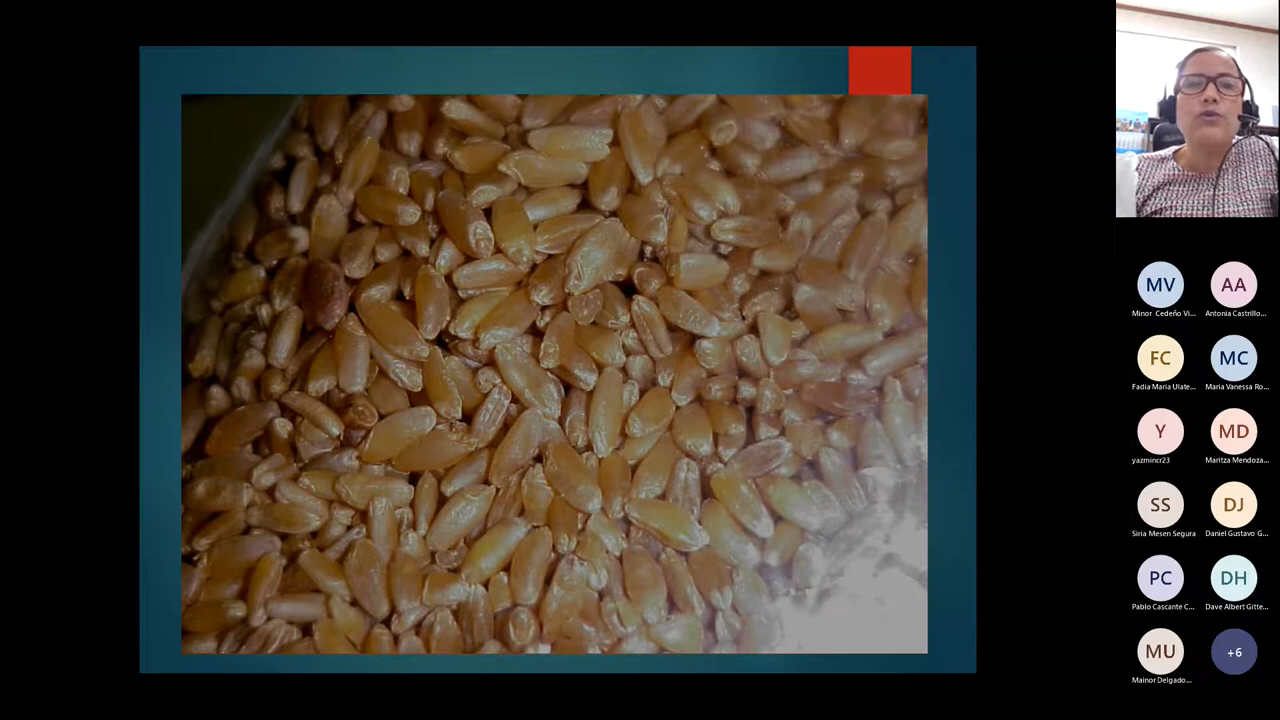 MV AA
Minor Cedeño Vi... Antonia Castrillo...
FC MC
Fadia Maria Ulate... Maria Vanessa Ro...
Y MD
yazmincr23 Maritza Mendoza...
SS DJ
Siria Mesen Segura Daniel Gustavo G...
PC DH
Pablo Cascante C... Dave Albert Gitte...
MU +6
Mainor Delgado...